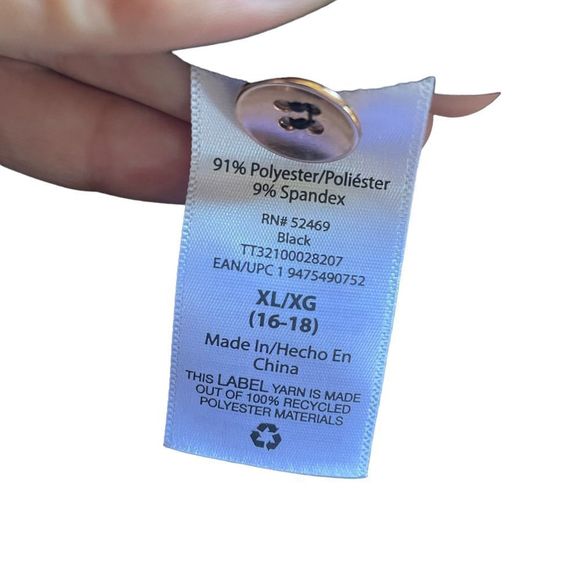 91% Polyester/Poliéster
9% Spandex
RN# 52469
Black
TT32100028207
EAN/UPC 1 9475490752
XL/XG
(16-18)
Made In/Hecho En
China
THIS LABEL YARN IS MADE
OUT OF 100% RECYCLED
POLYESTER MATERIALS